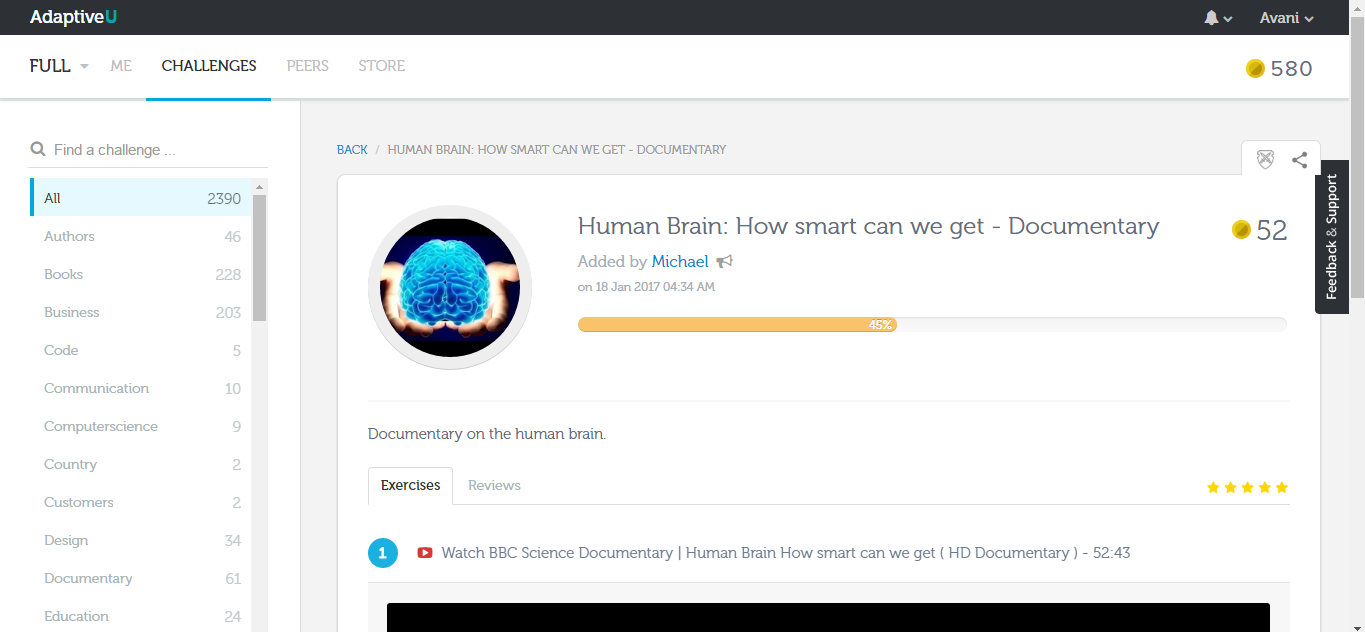 AdaptiveU
Avani
FULL ME CHALLENGES PEERS STORE
580
Find a challenge ...
All 2390
Authors 46
Books 228
Business 203
Code 5
Communication 10
Computerscience 9
Country 2
Customers 2
Design 34
Documentary 61
Education 24
BACK / HUMAN BRAIN: HOW SMART CAN WE GET - DOCUMENTARY
Human Brain: How smart can we get - Documentary
52
Added by Michael
on 18 Jan 2017 04:34 AM
45%
Documentary on the human brain.
Exercises Reviews
1 Watch BBC Science Documentary | Human Brain How smart can we get ( HD Documentary ) - 52:43
Feedback & Support